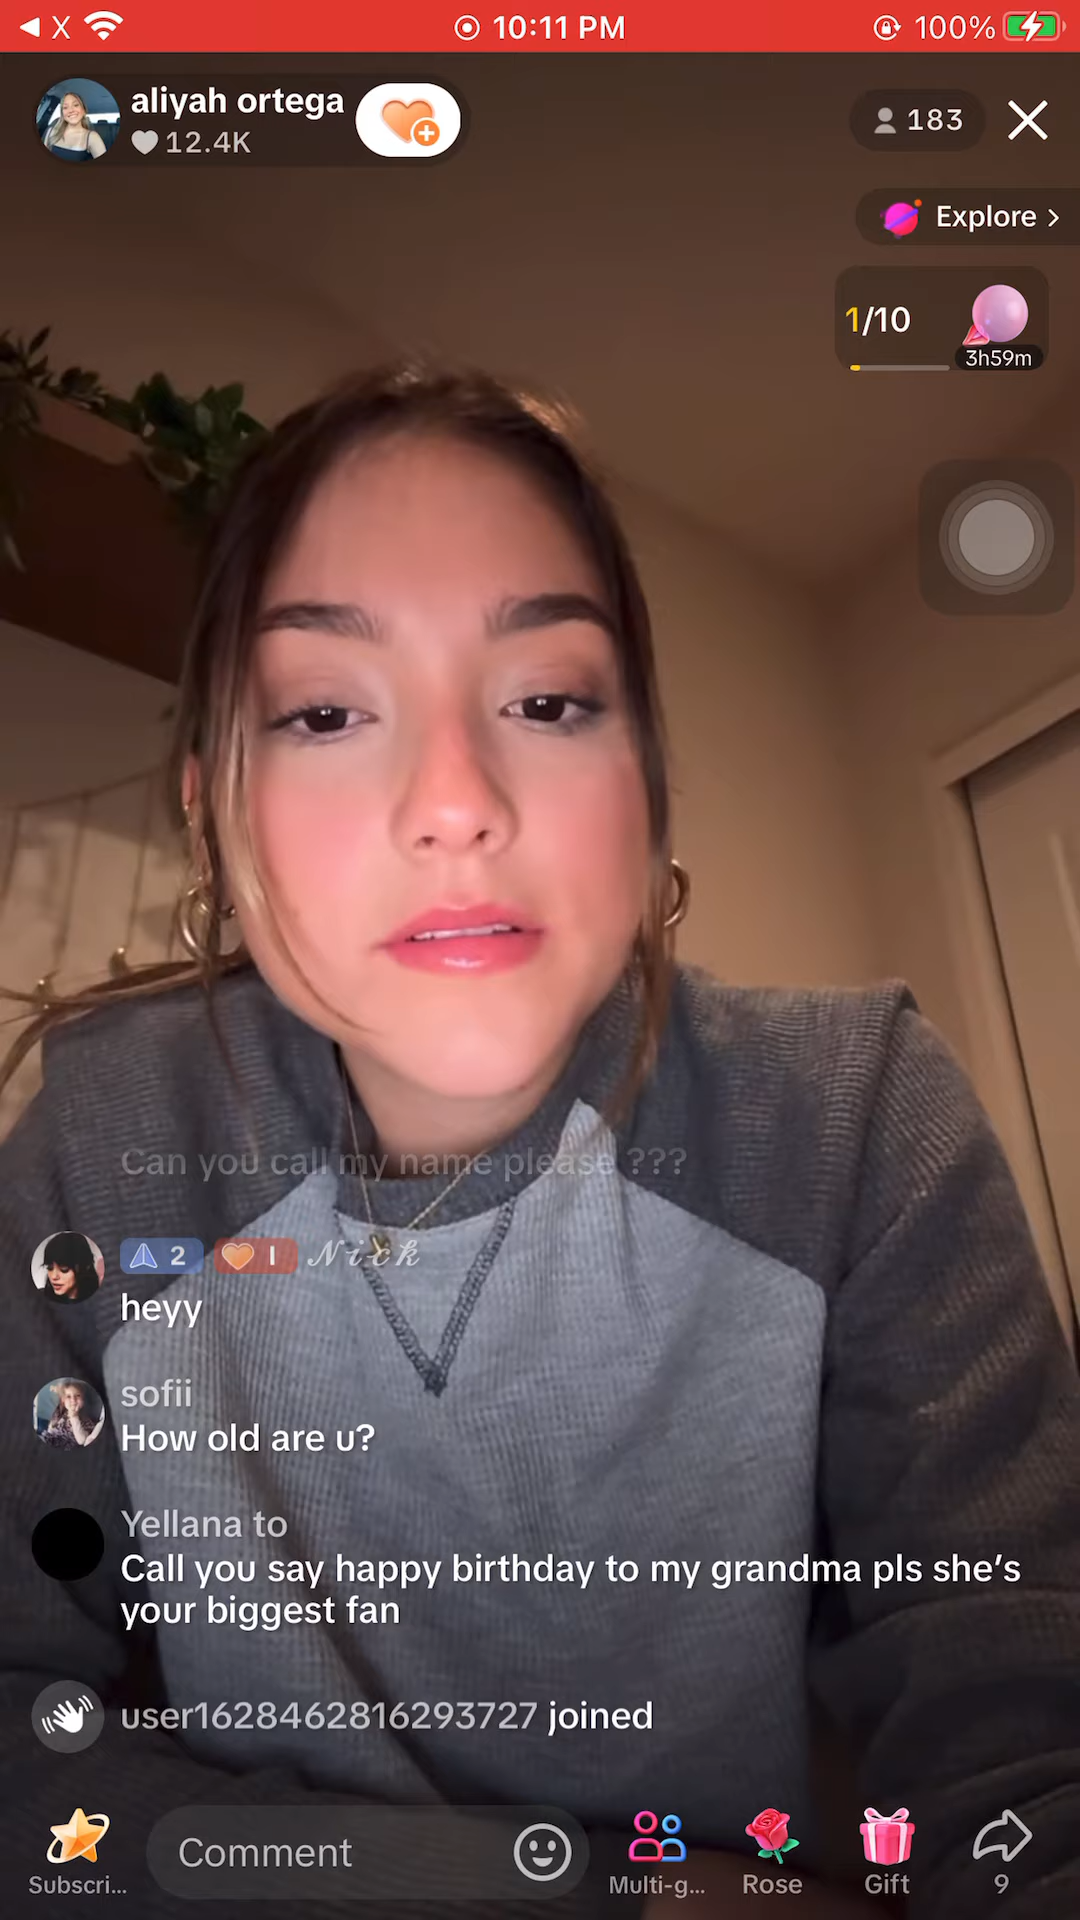 X 10:11 PM 100%
aliyah ortega
12.4K
183
Explore >
1/10
3h59m
Can you call my name please ???
2 I Nick
heyy
sofii
How old are u?
Yellana to
Call you say happy birthday to my grandma pls she's
your biggest fan
user1628462816293727 joined
Comment
Subscri... Multi-g... Rose Gift 9